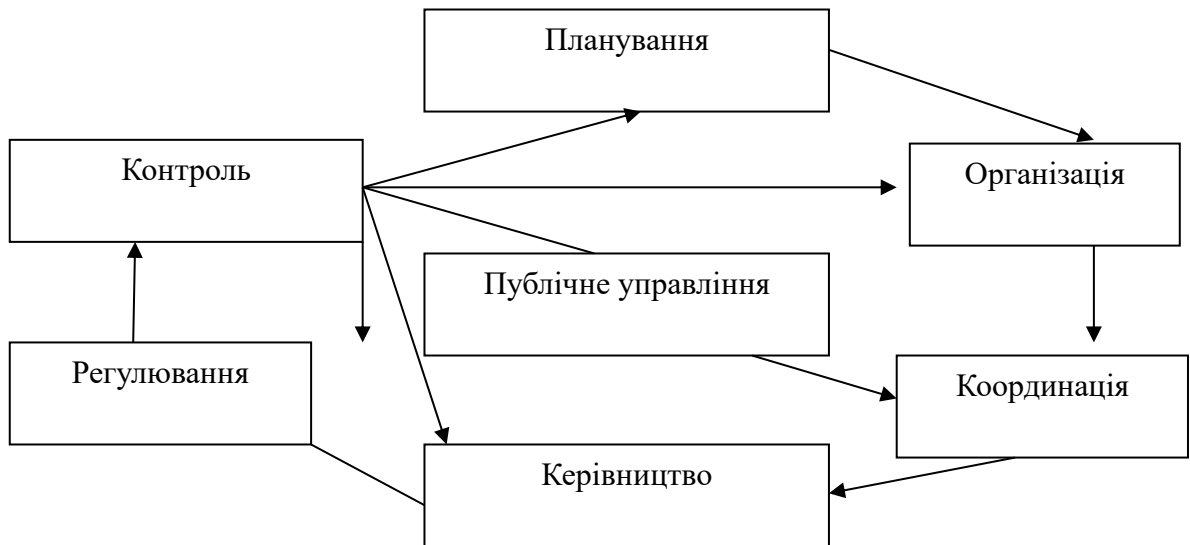 Планування
Контроль
Організація
Публічне управління
Регулювання
Координація
Керівництво